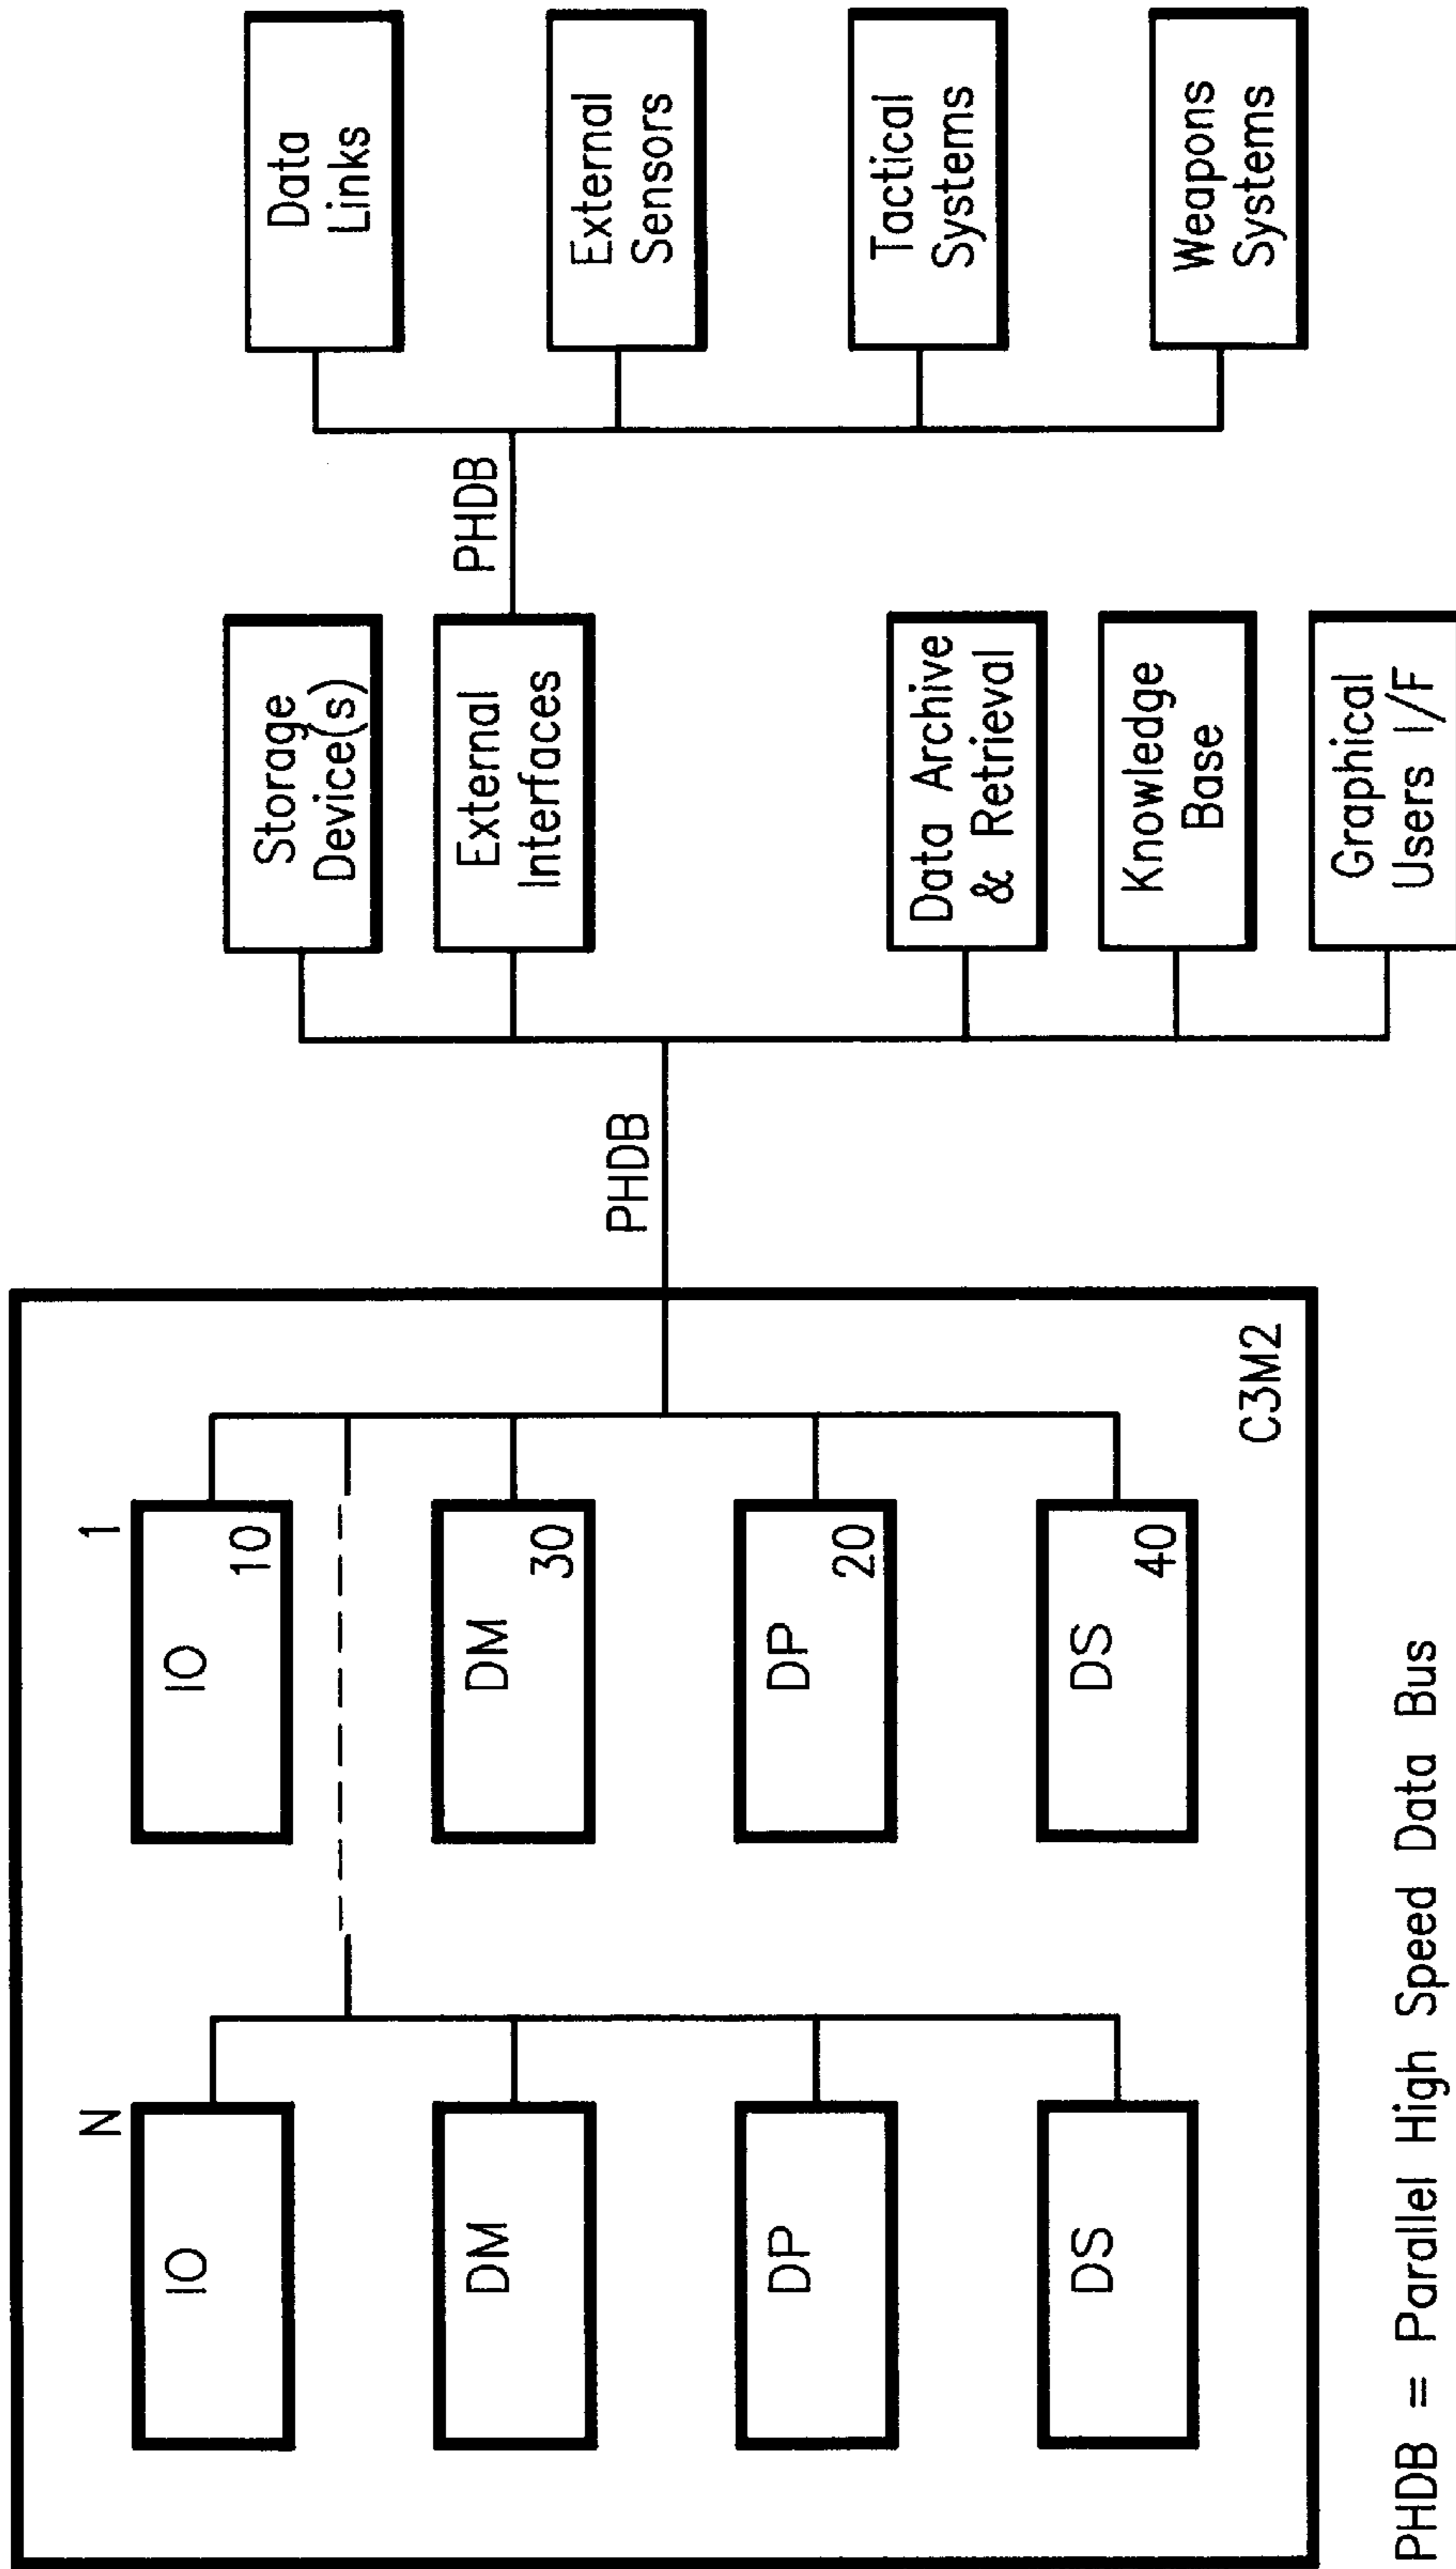 N
IO
DM
DP
DS
1
IO
10
DM
30
DP
20
DS
40
C3M2
PHDB
Storage
Device(s)
External
Interfaces
Data Archive
& Retrieval
Knowledge
Base
Graphical
Users I/F
PHDB
Data
Links
External
Sensors
Tactical
Systems
Weapons
Systems
PHDB = Parallel High Speed Data Bus